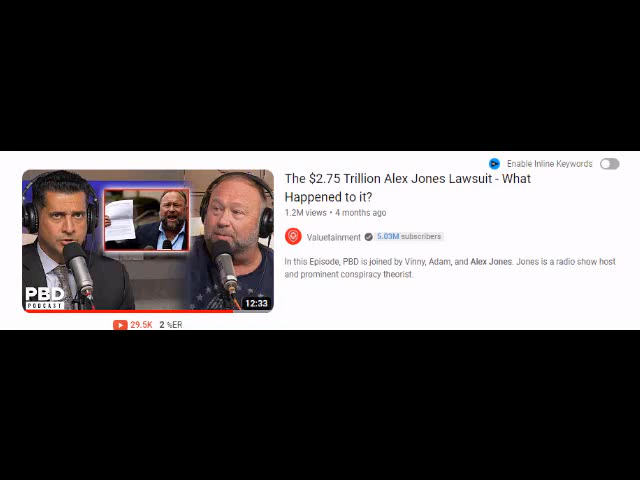 Enable Inline Keywords
The $2.75 Trillion Alex Jones Lawsuit - What
Happened to it?
1.2M views • 4 months ago
Valuetainment 5.03M subscribers
In this Episode, PBD is joined by Vinny, Adam, and Alex Jones. Jones is a radio show host
and prominent conspiracy theorist.
PBD
PODCAST
12:33
29.5K 2 %ER